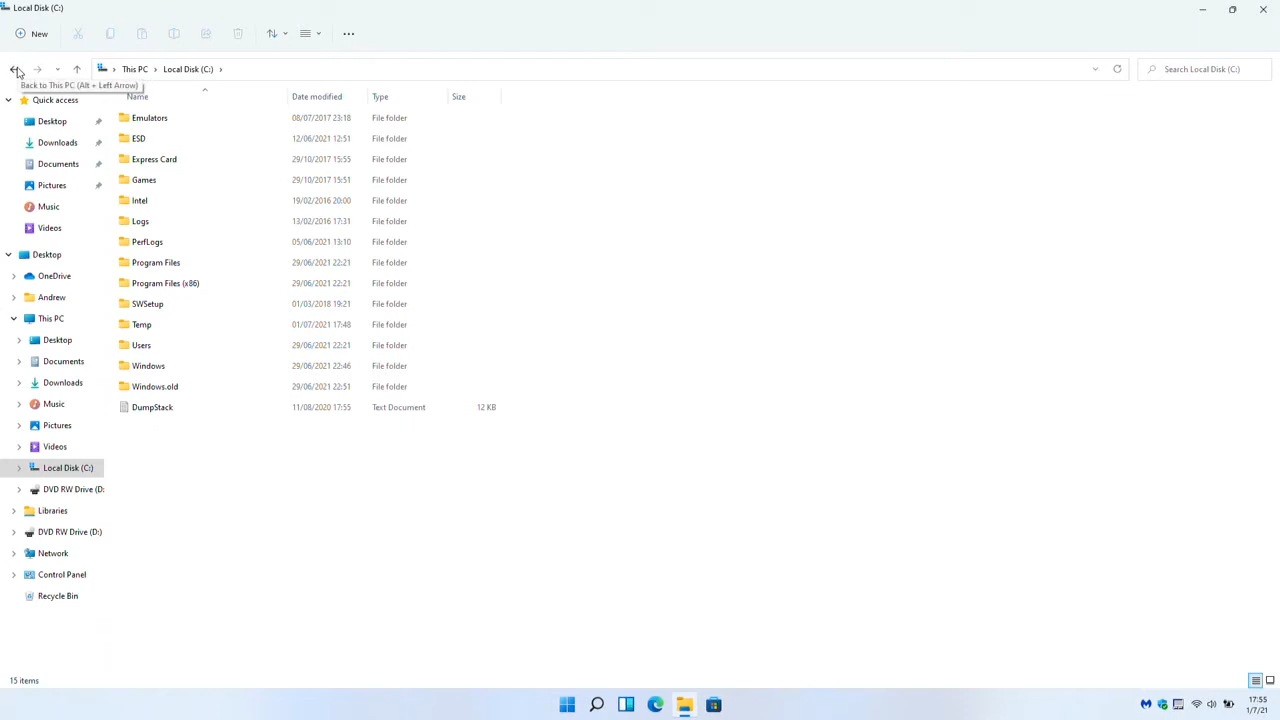 Local Disk (C:)
New
This PC > Local Disk (C:) >
Search Local Disk (C:)
Back to This PC (Alt + Left Arrow)
Name Date modified Type Size
Quick access
Desktop
Downloads
Documents
Pictures
Music
Videos
Desktop
OneDrive
Andrew
This PC
Desktop
Documents
Downloads
Music
Pictures
Videos
Local Disk (C:)
DVD RW Drive (D:
Libraries
DVD RW Drive (D:)
Network
Control Panel
Recycle Bin
Emulators 08/07/2017 23:18 File folder
ESD 12/06/2021 12:51 File folder
Express Card 29/10/2017 15:55 File folder
Games 29/10/2017 15:51 File folder
Intel 19/02/2016 20:00 File folder
Logs 13/02/2016 17:31 File folder
PerfLogs 05/06/2021 13:10 File folder
Program Files 29/06/2021 22:21 File folder
Program Files (x86) 29/06/2021 22:21 File folder
SWSetup 01/03/2018 19:21 File folder
Temp 01/07/2021 17:48 File folder
Users 29/06/2021 22:21 File folder
Windows 29/06/2021 22:46 File folder
Windows.old 29/06/2021 22:51 File folder
DumpStack 11/08/2020 17:55 Text Document 12 KB
15 items
17:55
1/7/21